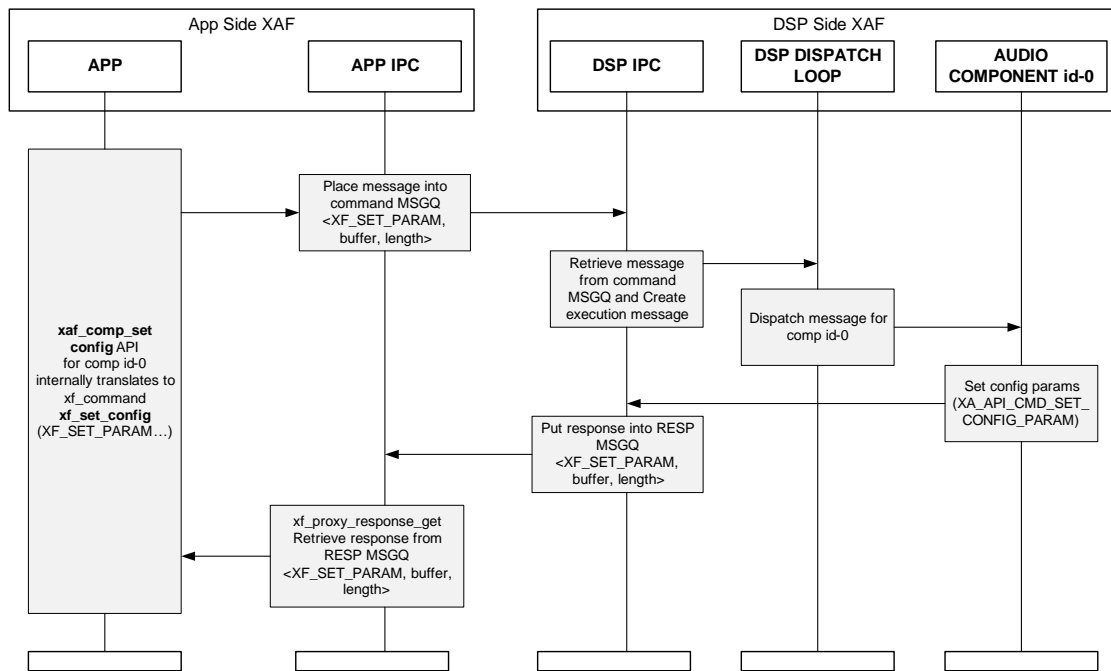 App Side XAF
DSP Side XAF
APP
APP IPC
DSP IPC
DSP DISPATCH
LOOP
AUDIO
COMPONENT id-0
Place message into
command MSGQ
<XF_SET_PARAM,
buffer, length>
Retrieve message
from command
MSGQ and Create
execution message
Dispatch message for
comp id-0
xaf_comp_set
config API
for comp id-0
internally translates to
xf_command
xf_set_config
(XF_SET_PARAM…)
Set config params
(XA_API_CMD_SET_
CONFIG_PARAM)
Put response into RESP
MSGQ
<XF_SET_PARAM,
buffer, length>
xf_proxy_response_get
Retrieve response from
RESP MSGQ
<XF_SET_PARAM, buffer,
length>